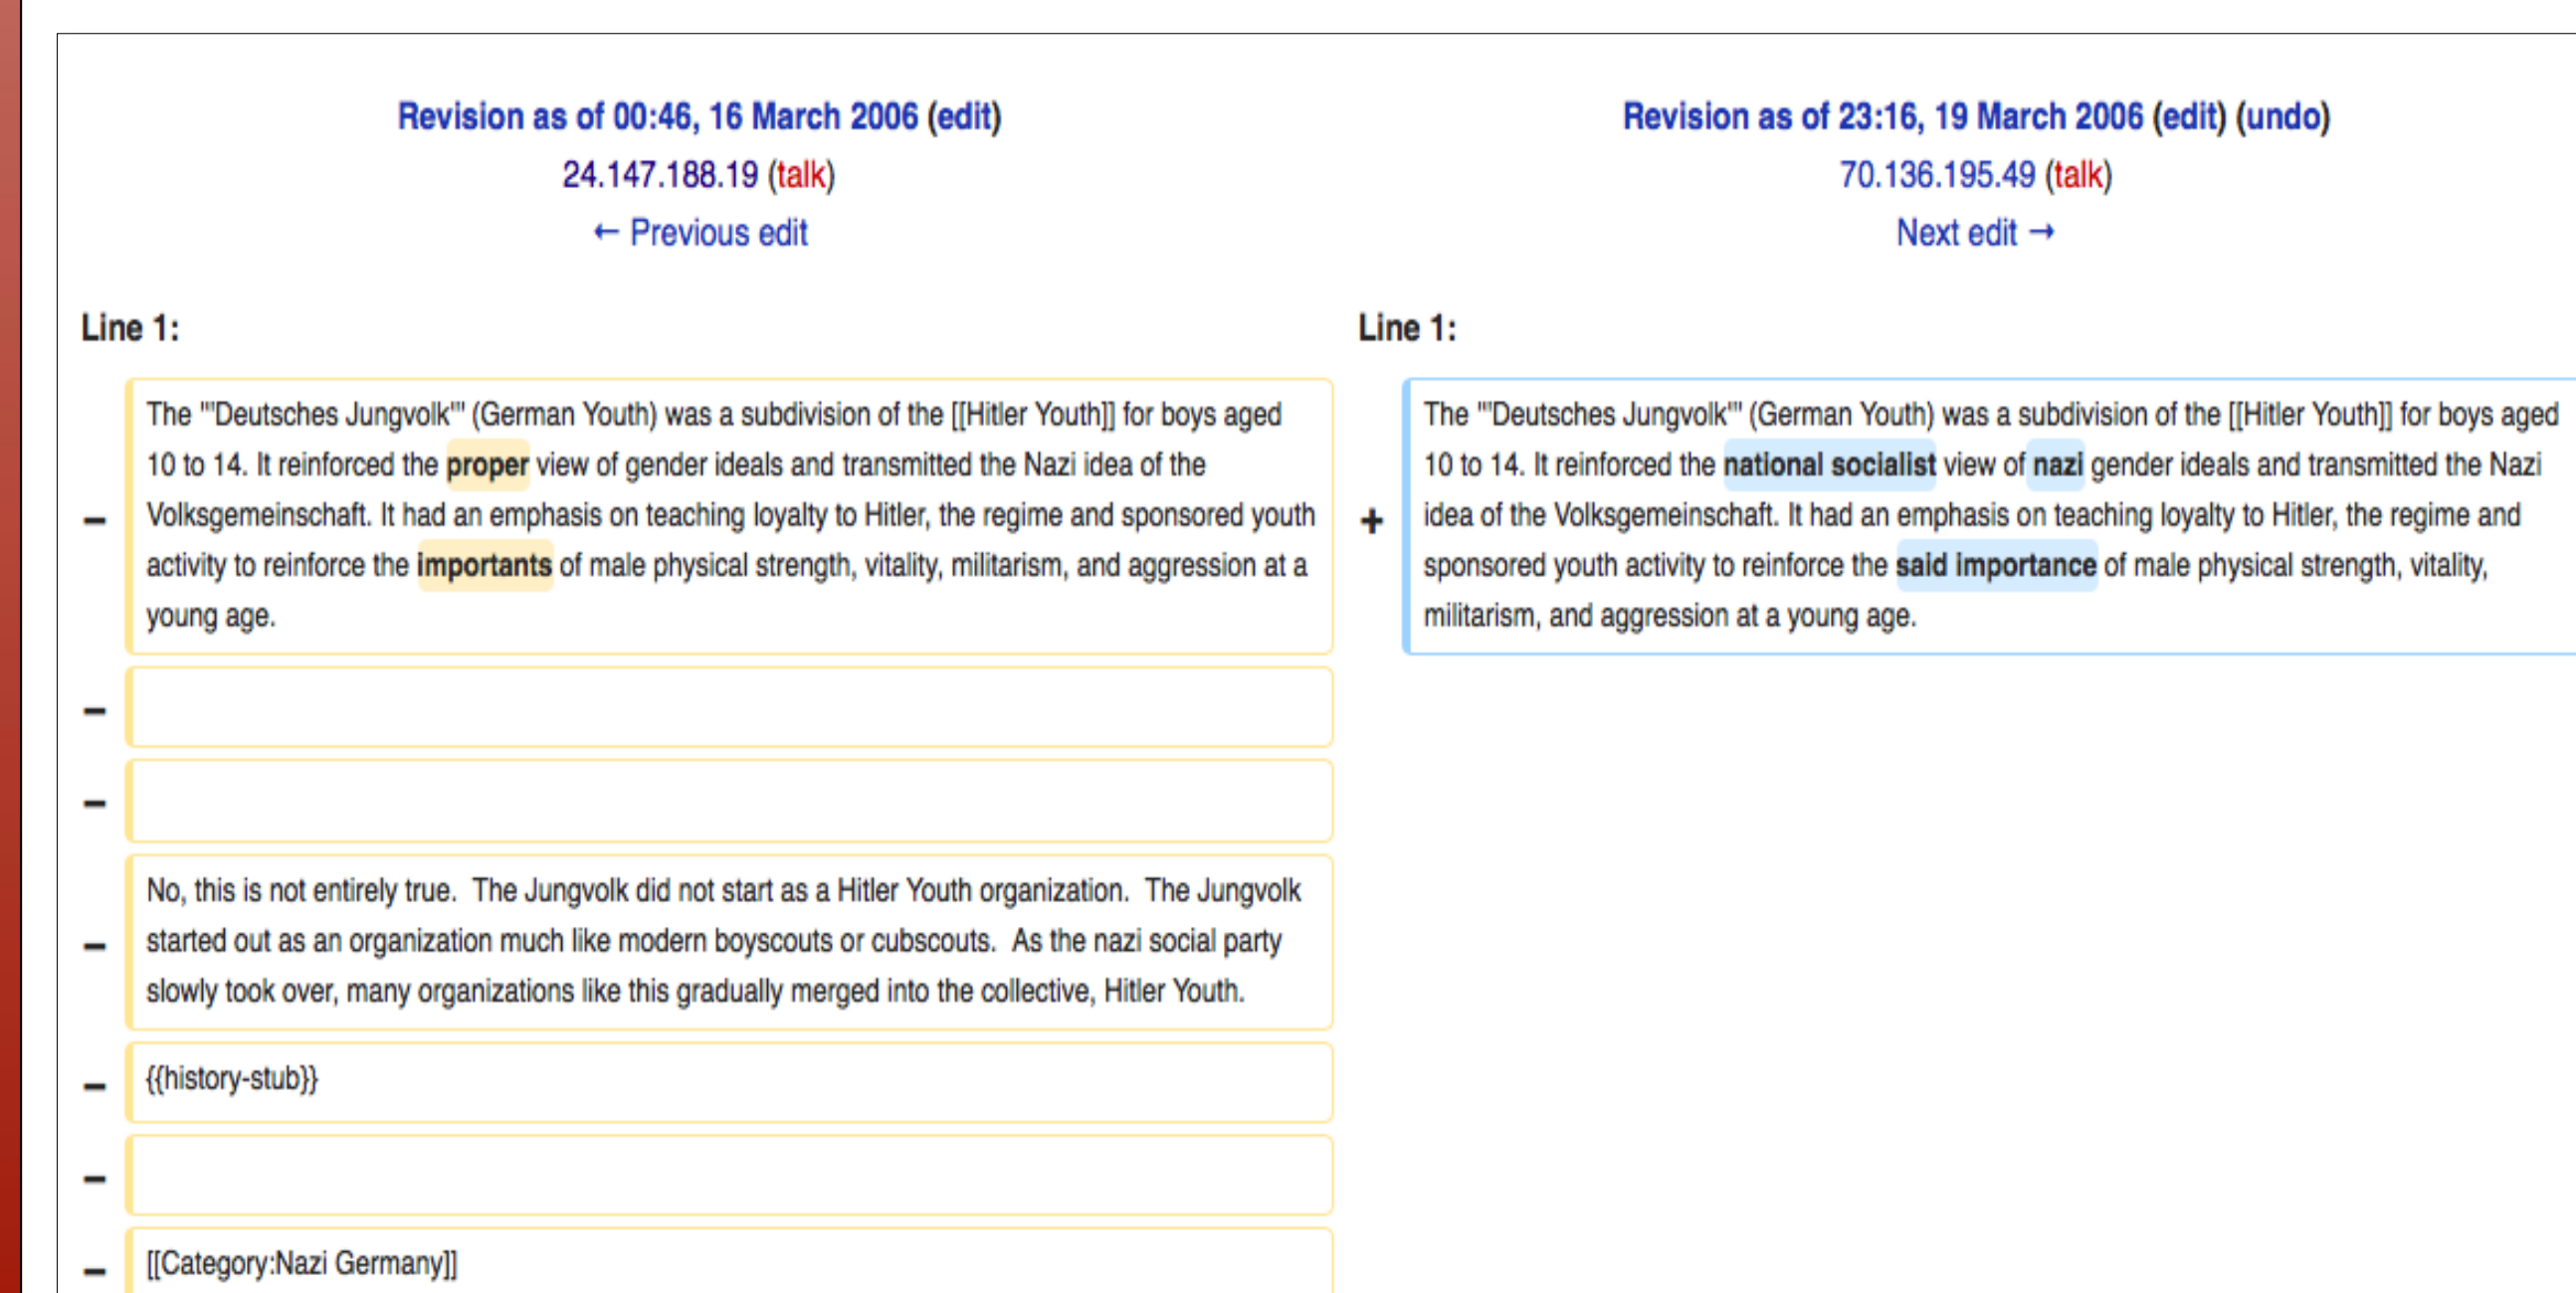 Revision as of 00:46, 16 March 2006 (edit)
24.147.188.19 (talk)
← Previous edit
Revision as of 23:16, 19 March 2006 (edit) (undo)
70.136.195.49 (talk)
Next edit →
Line 1:
The '''Deutsches Jungvolk''' (German Youth) was a subdivision of the [[Hitler Youth]] for boys aged
10 to 14. It reinforced the proper view of gender ideals and transmitted the Nazi idea of the
– Volksgemeinschaft. It had an emphasis on teaching loyalty to Hitler, the regime and sponsored youth
activity to reinforce the importants of male physical strength, vitality, militarism, and aggression at a
young age.
–
–
No, this is not entirely true.  The Jungvolk did not start as a Hitler Youth organization.  The Jungvolk
– started out as an organization much like modern boyscouts or cubscouts.  As the nazi social party
slowly took over, many organizations like this gradually merged into the collective, Hitler Youth.
– {{history-stub}}
–
– [[Category:Nazi Germany]]
Line 1:
The '''Deutsches Jungvolk''' (German Youth) was a subdivision of the [[Hitler Youth]] for boys aged
10 to 14. It reinforced the national socialist view of nazi gender ideals and transmitted the Nazi
+ idea of the Volksgemeinschaft. It had an emphasis on teaching loyalty to Hitler, the regime and
sponsored youth activity to reinforce the said importance of male physical strength, vitality,
militarism, and aggression at a young age.